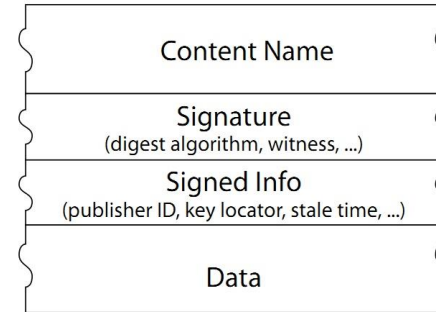 Content Name
Signature
(digest algorithm, witness, ...)
Signed Info
(publisher ID, key locator, stale time, ...)
Data